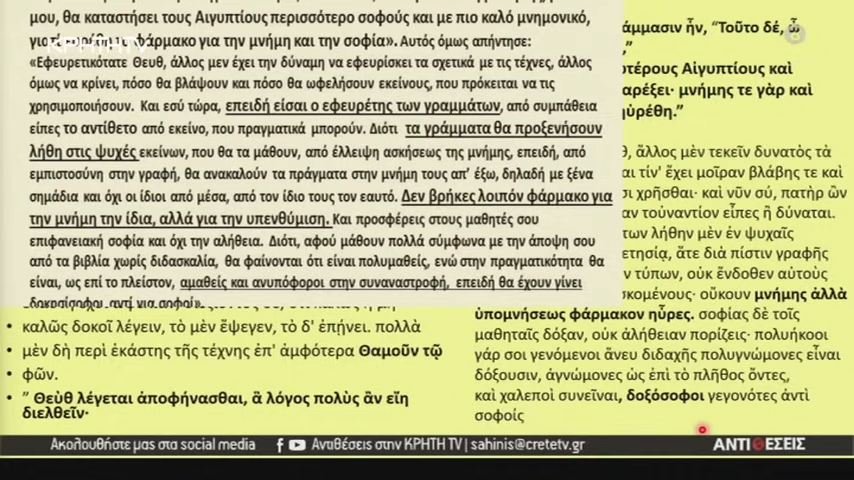 μου, θα καταστήσει τους Αιγυπτίους περισσότερο σοφούς και με πιο καλό μνημονικό,
φάρμακο για την μνήμη και την σοφία». Αυτός όμως απήντησε:
«Εφευρετικότατε Θευθ, άλλος μεν έχει την δύναμη να εφευρίσκει τα σχετικά με τις τέχνες, άλλος
όμως να κρίνει, πόσο θα βλάψουν και πόσο θα ωφελήσουν εκείνους, που πρόκειται να τις
χρησιμοποιήσουν. Και εσύ τώρα, επειδή είσαι ο εφευρέτης των γραμμάτων, από συμπάθεια
είπες το αντίθετο από εκείνο, που πραγματικά μπορούν. Διότι τα γράμματα θα προξενήσουν
λήθη στις ψυχές εκείνων, που θα τα μάθουν, από έλλειψη ασκήσεως της μνήμης, επειδή, από
εμπιστοσύνη στην γραφή, θα ανακαλούν τα πράγματα στην μνήμη τους απ’ έξω, δηλαδή με ξένα
σημάδια και όχι οι ίδιοι από μέσα, από τον ίδιο τους τον εαυτό. Δεν βρήκες λοιπόν φάρμακο για
την μνήμη την ίδια, αλλά για την υπενθύμιση. Και προσφέρεις στους μαθητές σου
επιφανειακή σοφία και όχι την αλήθεια. Διότι, αφού μάθουν πολλά σύμφωνα με την άποψη σου
από τα βιβλία χωρίς διδασκαλία, θα φαίνονται ότι είναι πολυμαθείς, ενώ στην πραγματικότητα θα
είναι, ως επί το πλείστον, αμαθείς και ανυπόφοροι στην συναναστροφή, επειδή θα έχουν γίνει
δοκησίσοφοι αντί για σοφοί».
ΚΡΗΤΗ TV
• καλῶς δοκοῖ λέγειν, τὸ μὲν ἔψεγεν, τὸ δ' ἐπῄνει. πολλὰ
• μὲν δὴ περὶ ἑκάστης τῆς τέχνης ἐπ' ἀμφότερα Θαμοῦν τῷ
• φῶν.
• ” Θεὺθ λέγεται ἀποφήνασθαι, ἃ λόγος πολὺς ἂν εἴη
διελθεῖν·
8
ράμμασιν ἦν, “Τοῦτο δέ, ὦ
,”
οτέρους Αἰγυπτίους καὶ
αρέξει· μνήμης τε γὰρ καὶ
ηὑρέθη.”
θ, ἄλλος μὲν τεκεῖν δυνατὸς τὰ
αι τίν' ἔχει μοῖραν βλάβης τε καὶ
σι χρῆσθαι· καὶ νῦν σύ, πατὴρ ὢν
αν τοὐναντίον εἶπες ἢ δύναται.
των λήθην μὲν ἐν ψυχαῖς
ετησίᾳ, ἅτε διὰ πίστιν γραφῆς
ν τύπων, οὐκ ἔνδοθεν αὐτοὺς
σκομένους· οὔκουν μνήμης ἀλλὰ
ὑπομνήσεως φάρμακον ηὗρες. σοφίας δὲ τοῖς
μαθηταῖς δόξαν, οὐκ ἀλήθειαν πορίζεις· πολυήκοοι
γάρ σοι γενόμενοι ἄνευ διδαχῆς πολυγνώμονες εἶναι
δόξουσιν, ἀγνώμονες ὡς ἐπὶ τὸ πλῆθος ὄντες,
καὶ χαλεποὶ συνεῖναι, δοξόσοφοι γεγονότες ἀντὶ
σοφοίς
Ακολουθήστε μας στα social media f Αντιθέσεις στην ΚΡΗΤΗ TV | sahinis@cretetv.gr
ΑΝΤΙΘΕΣΕΙΣ